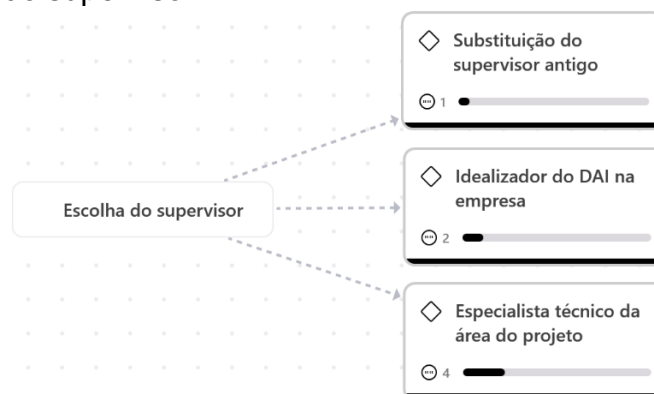 Escolha do supervisor
Substituição do
supervisor antigo
1
Idealizador do DAI na
empresa
2
Especialista técnico da
área do projeto
4